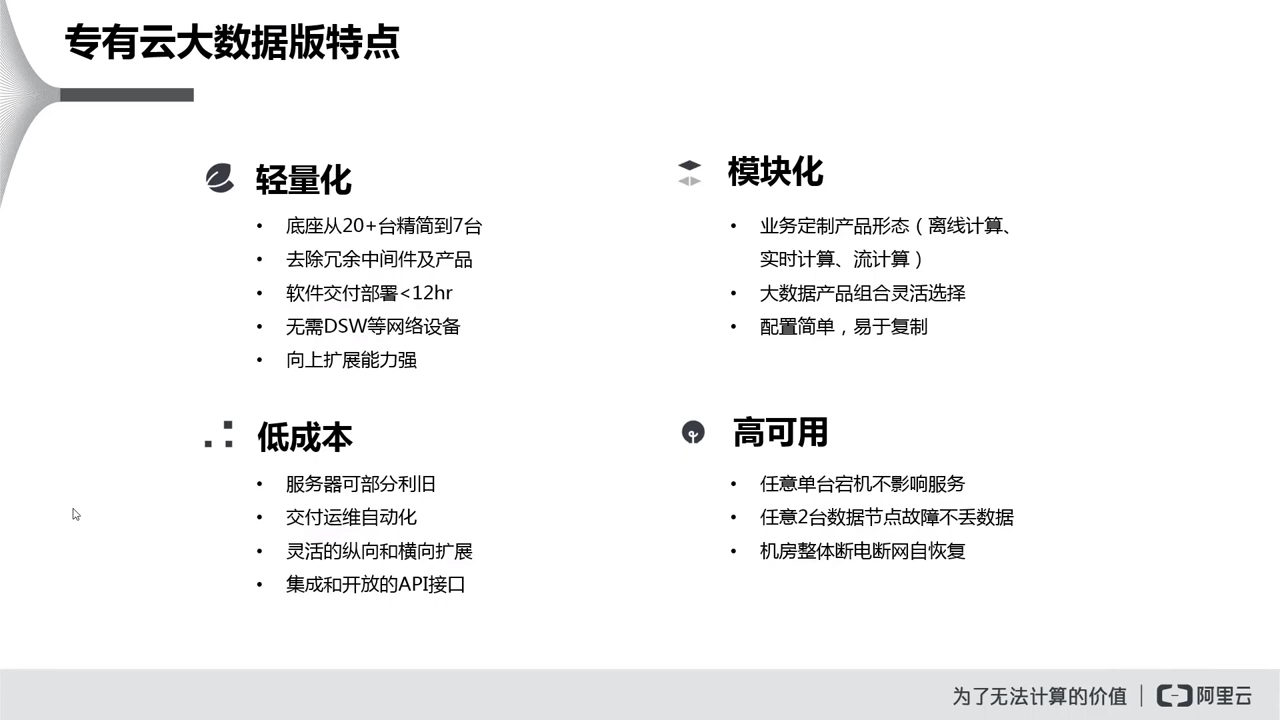 专有云大数据版特点
轻量化
• 底座从20+台精简到7台
• 去除冗余中间件及产品
• 软件交付部署<12hr
• 无需DSW等网络设备
• 向上扩展能力强
模块化
• 业务定制产品形态（离线计算、
实时计算、流计算）
• 大数据产品组合灵活选择
• 配置简单，易于复制
低成本
• 服务器可部分利旧
• 交付运维自动化
• 灵活的纵向和横向扩展
• 集成和开放的API接口
高可用
• 任意单台宕机不影响服务
• 任意2台数据节点故障不丢数据
• 机房整体断电断网自恢复
为了无法计算的价值 | 阿里云